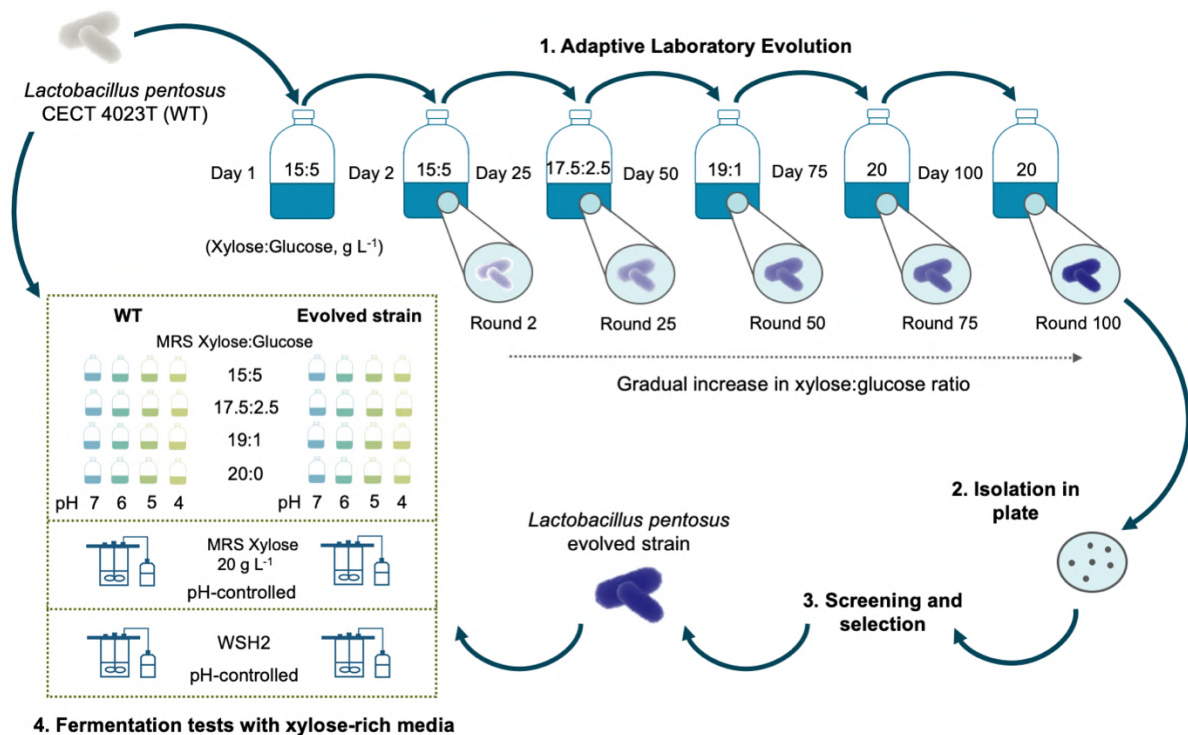 1. Adaptive Laboratory Evolution
Lactobacillus pentosus
CECT 4023T (WT)
Day 1
15:5
Day 2
15:5
Day 25
17.5:2.5
Day 50
19:1
Day 75
20
Day 100
20
(Xylose:Glucose, g L⁻¹)
Round 2
Round 25
Round 50
Round 75
Round 100
Gradual increase in xylose:glucose ratio
2. Isolation in
plate
3. Screening and
selection
Lactobacillus pentosus
evolved strain
WT
Evolved strain
MRS Xylose:Glucose
15:5
17.5:2.5
19:1
20:0
pH 7 6 5 4
pH 7 6 5 4
MRS Xylose
20 g L⁻¹
pH-controlled
WSH2
pH-controlled
4. Fermentation tests with xylose-rich media